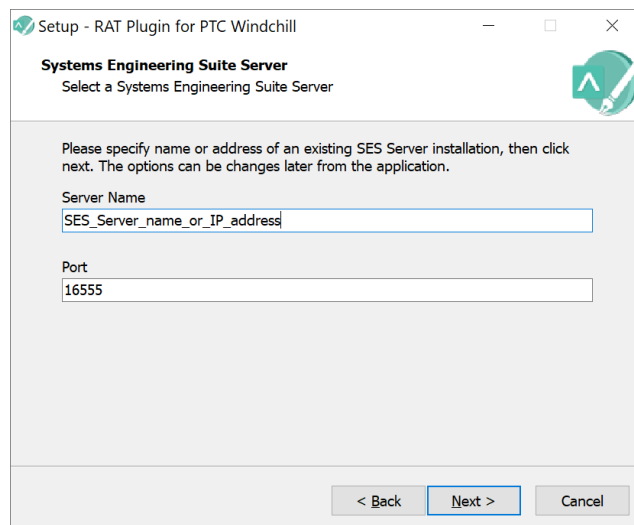 Setup - RAT Plugin for PTC Windchill
Systems Engineering Suite Server
Select a Systems Engineering Suite Server
Please specify name or address of an existing SES Server installation, then click
next. The options can be changes later from the application.
Server Name
SES_Server_name_or_IP_address
Port
16555
< Back
Next >
Cancel